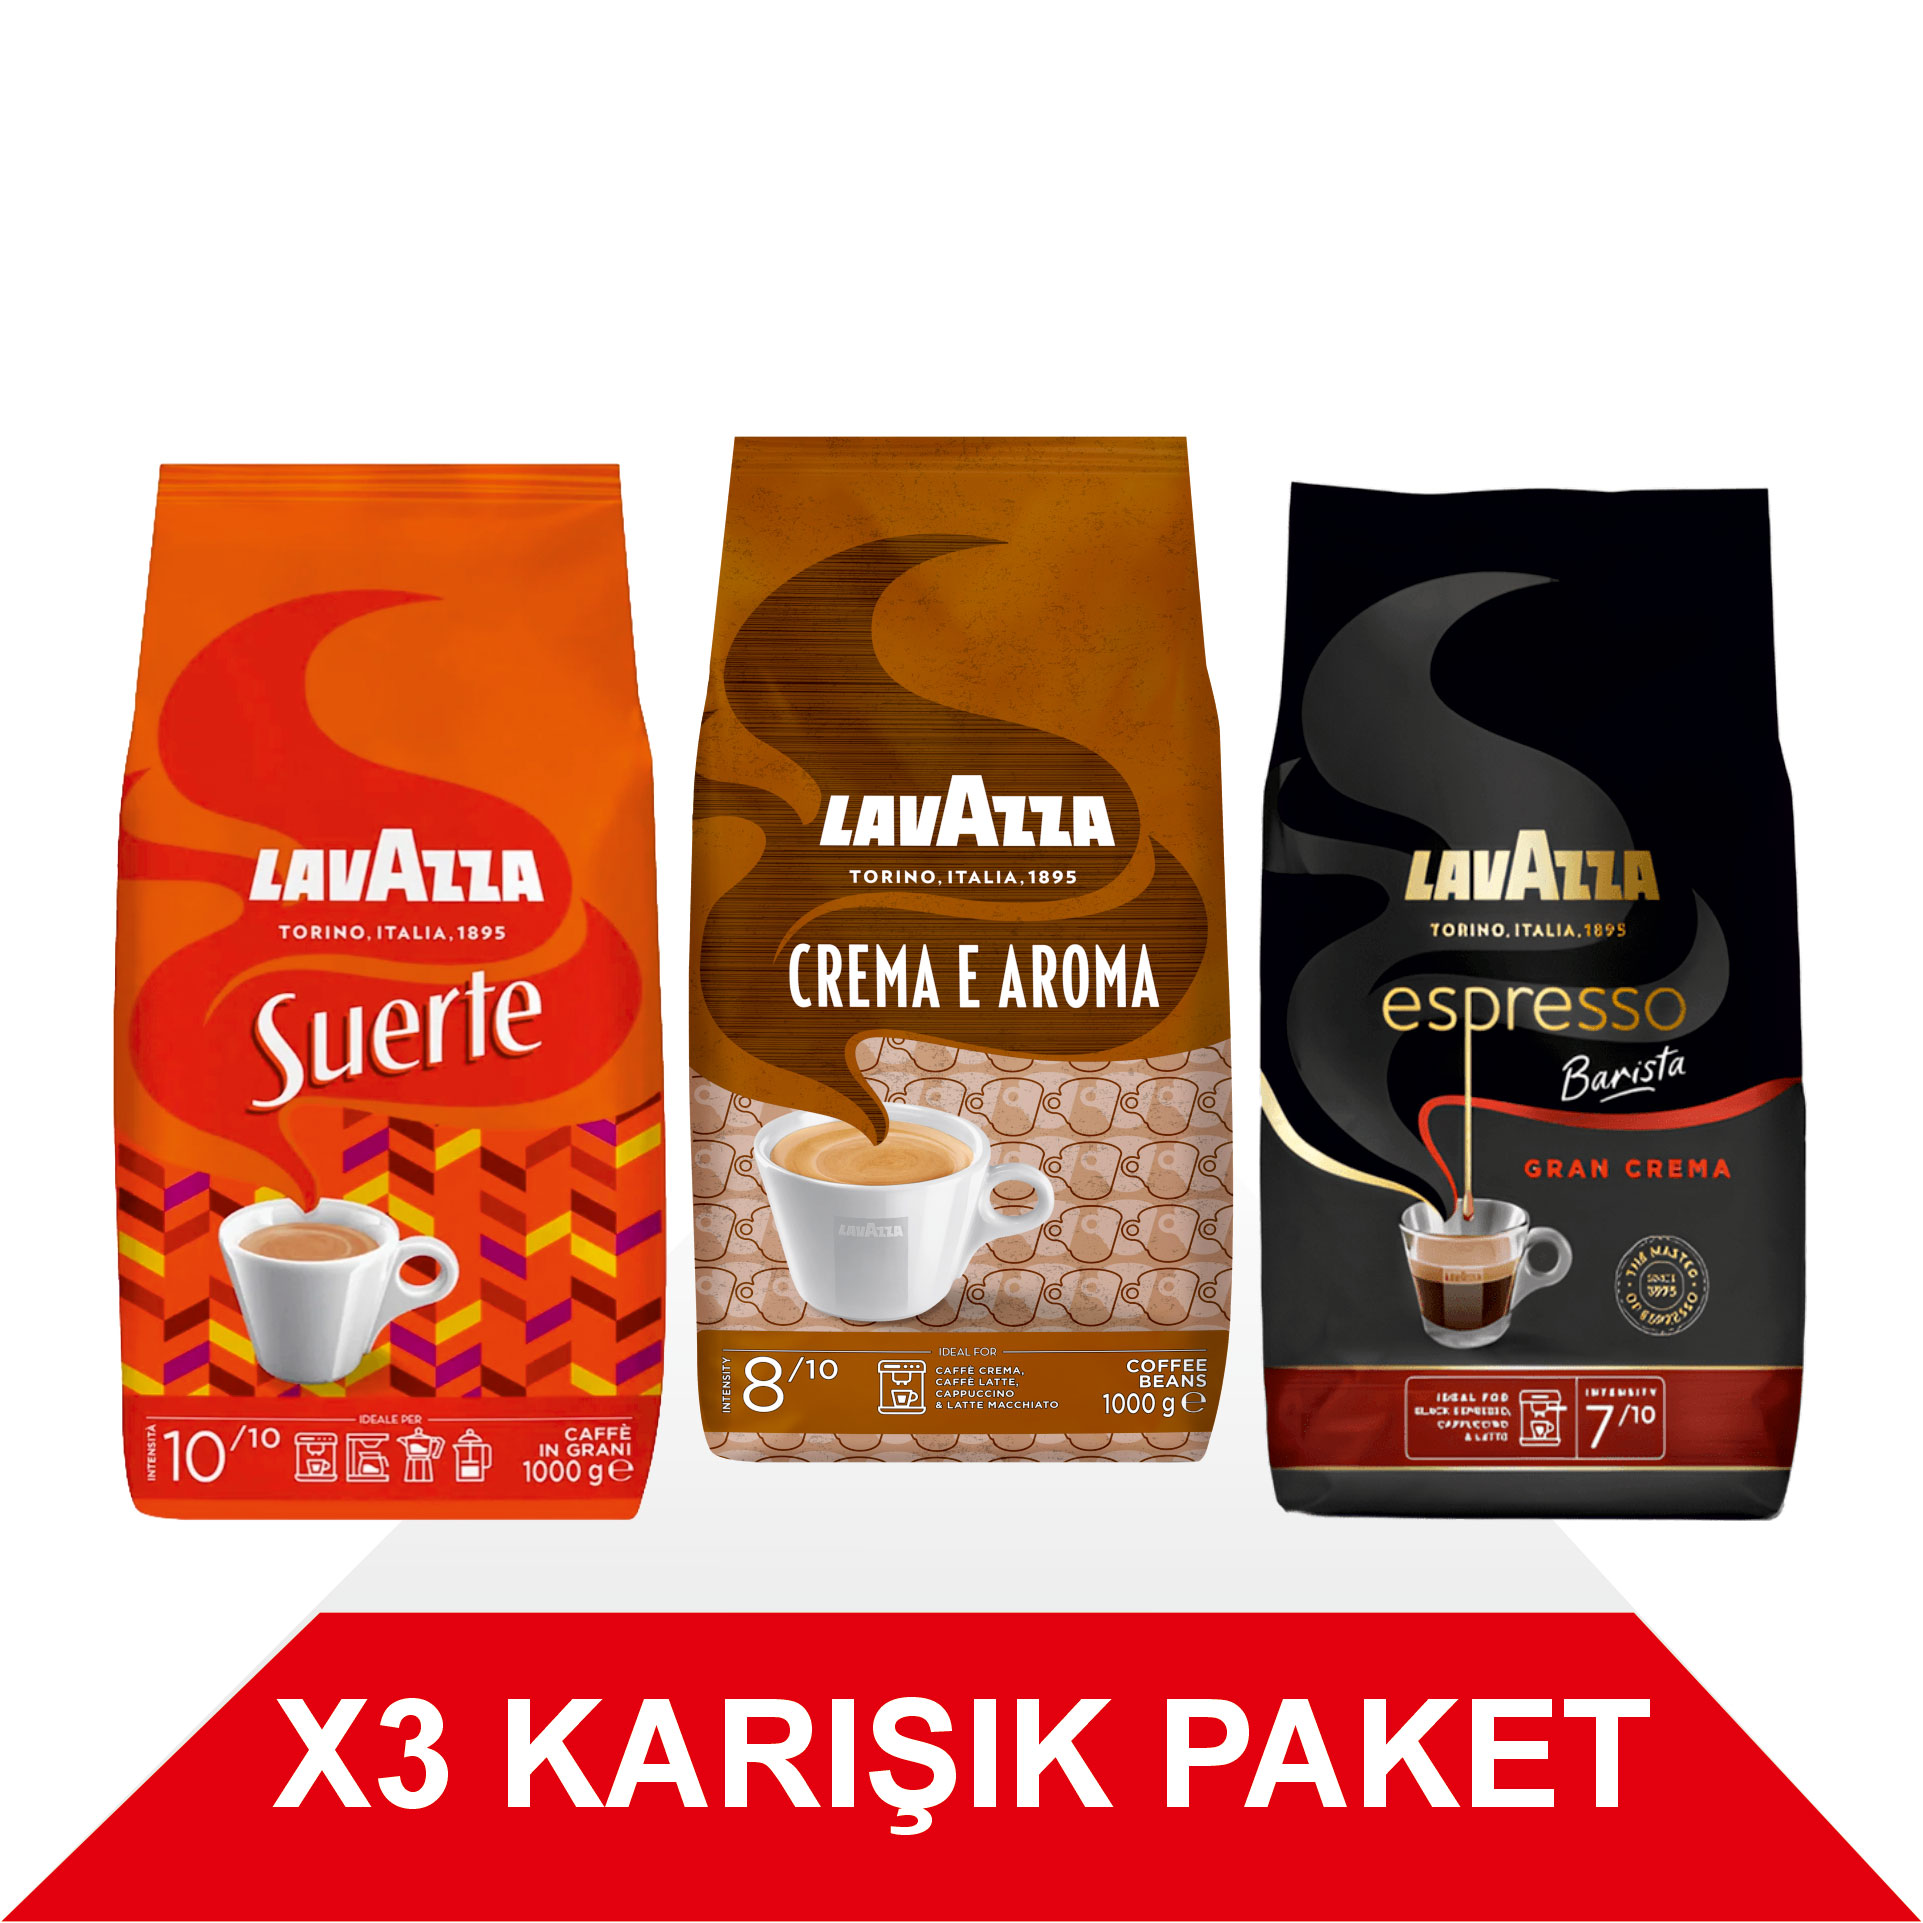 LAVAZZA
TORINO, ITALIA, 1895
Suerte
INTENSITÀ
10/10
IDEALE PER
CAFFÈ
IN GRANI
1000 g e
LAVAZZA
TORINO, ITALIA, 1895
CREMA E AROMA
LAVAZZA
INTENSITY
8/10
IDEAL FOR
CAFFÈ CREMA,
CAFFÈ LATTE,
CAPPUCCINO
& LATTE MACCHIATO
COFFEE
BEANS
1000 g e
LAVAZZA
TORINO, ITALIA, 1895
espresso
Barista
GRAN CREMA
LAVAZZA
INTENSITY
7/10
X3 KARIŞIK PAKET